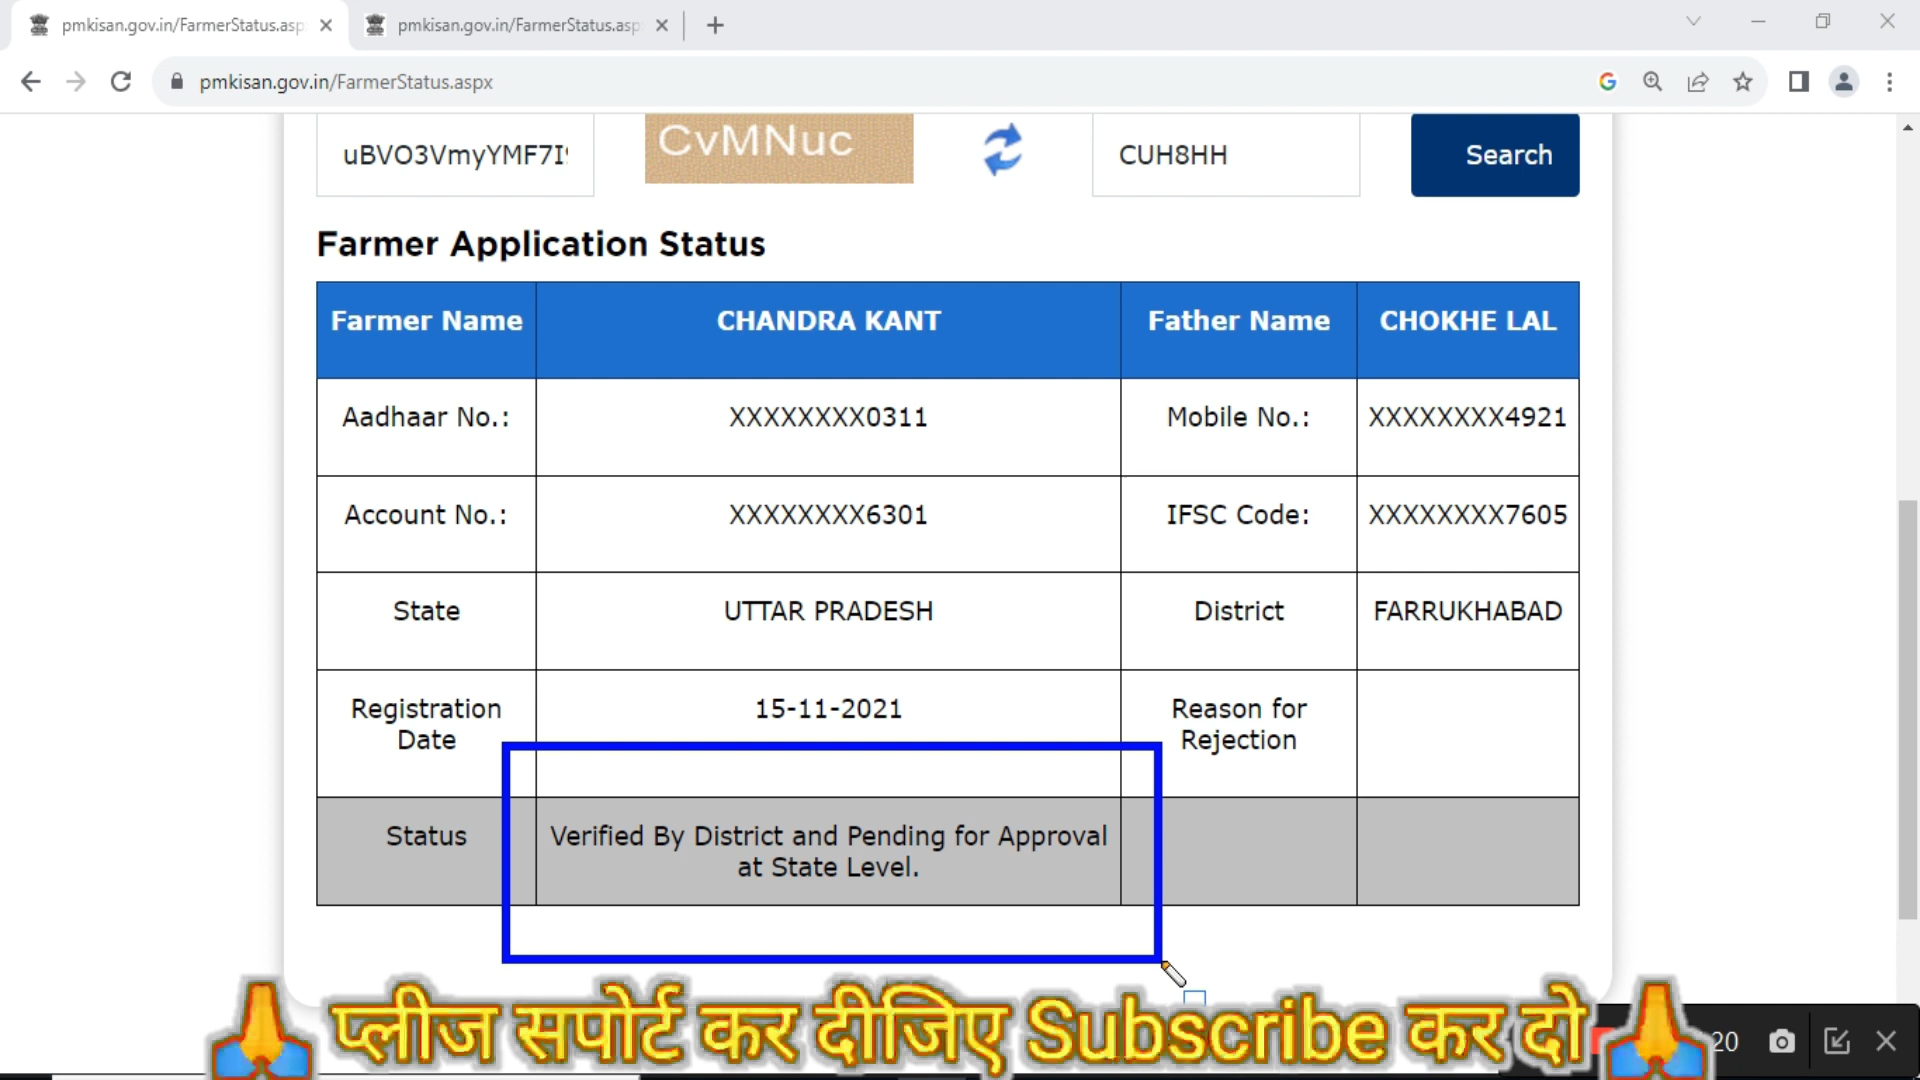 pmkisan.gov.in/FarmerStatus.asp
pmkisan.gov.in/FarmerStatus.asp
pmkisan.gov.in/FarmerStatus.aspx
uBVO3VmyYMF7I
CvMNuc
CUH8HH
Search
Farmer Application Status
Farmer Name CHANDRA KANT Father Name CHOKHE LAL
Aadhaar No.: XXXXXXXX0311 Mobile No.: XXXXXXXX4921
Account No.: XXXXXXXX6301 IFSC Code: XXXXXXXX7605
State UTTAR PRADESH District FARRUKHABAD
Registration Date 15-11-2021 Reason for Rejection
Status Verified By District and Pending for Approval
at State Level.
प्लीज सपोर्ट कर दीजिए Subscribe कर दो
20